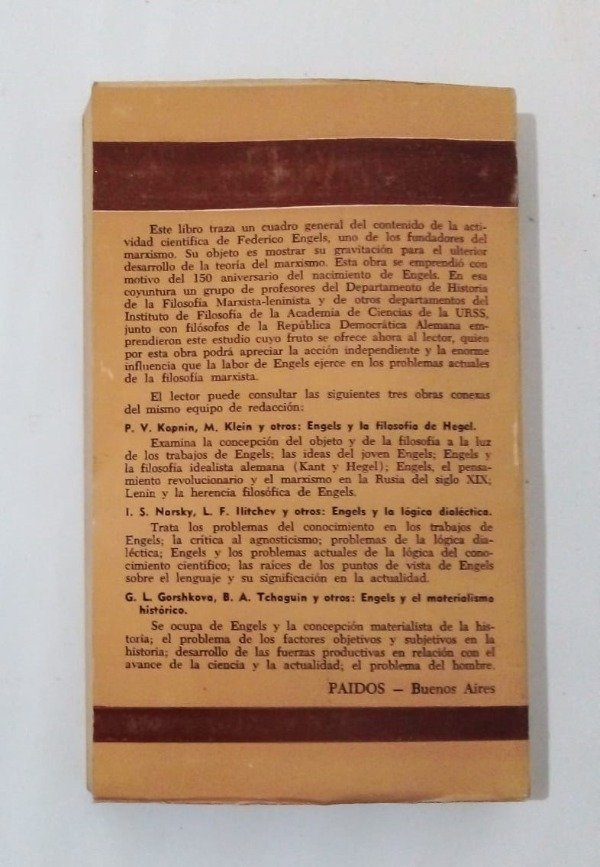 Este libro traza un cuadro general del contenido de la acti-
vidad científica de Federico Engels, uno de los fundadores del
marxismo. Su objeto es mostrar su gravitación para el ulterior
desarrollo de la teoría del marxismo. Esta obra se emprendió con
motivo del 150 aniversario del nacimiento de Engels. En esa
coyuntura un grupo de profesores del Departamento de Historia
de la Filosofía Marxista-leninista y de otros departamentos del
Instituto de Filosofía de la Academia de Ciencias de la URSS,
junto con filósofos de la República Democrática Alemana em-
prendieron este estudio cuyo fruto se ofrece ahora al lector, quien
por esta obra podrá apreciar la acción independiente y la enorme
influencia que la labor de Engels ejerce en los problemas actuales
de la filosofía marxista.
El lector puede consultar las siguientes tres obras conexas
del mismo equipo de redacción:
P. V. Kopnin, M. Klein y otros: Engels y la filosofía de Hegel.
Examina la concepción del objeto y de la filosofía a la luz
de los trabajos de Engels; las ideas del joven Engels; Engels y
la filosofía idealista alemana (Kant y Hegel); Engels, el pensa-
miento revolucionario y el marxismo en la Rusia del siglo XIX;
Lenin y la herencia filosófica de Engels.
I. S. Narsky, L. F. Ilitchev y otros: Engels y la lógica dialéctica.
Trata los problemas del conocimiento en los trabajos de
Engels; la crítica al agnosticismo; problemas de la lógica dia-
léctica; Engels y los problemas actuales de la lógica del cono-
cimiento científico; las raíces de los puntos de vista de Engels
sobre el lenguaje y su significación en la actualidad.
G. L. Gorshkova, B. A. Tchaguin y otros: Engels y el materialismo
histórico.
Se ocupa de Engels y la concepción materialista de la his-
toria; el problema de los factores objetivos y subjetivos en la
historia; desarrollo de las fuerzas productivas en relación con el
avance de la ciencia y la actualidad; el problema del hombre.
PAIDOS — Buenos Aires